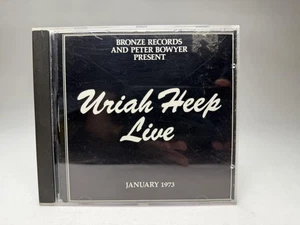 BRONZE RECORDS
AND PETER BOWYER
PRESENT
Uriah Heep
Live
JANUARY 1973